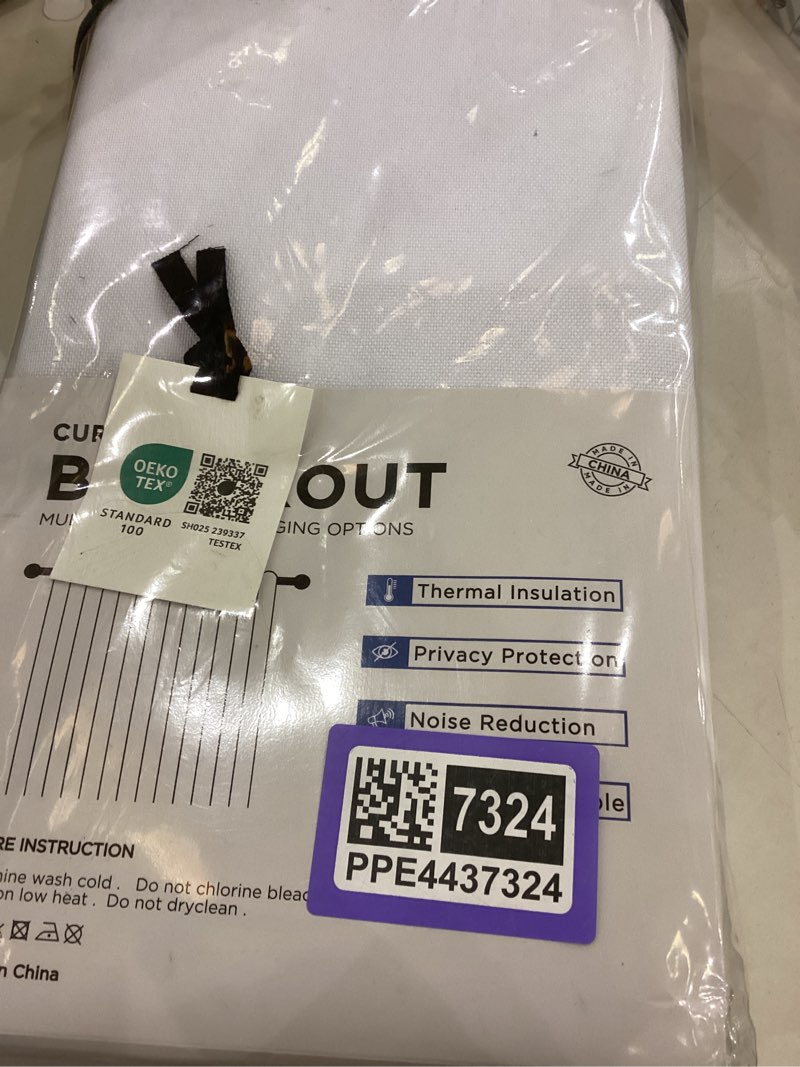 CUR
OEKO
TEX®
STANDARD
100
SH025 239337
TESTEX
B OUT
MU GING OPTIONS
MADE IN
CHINA
MADE IN
Thermal Insulation
Privacy Protection
Noise Reduction
ble
7324
PPE4437324
RE INSTRUCTION
hine wash cold . Do not chlorine bleac
on low heat . Do not dryclean .
n China